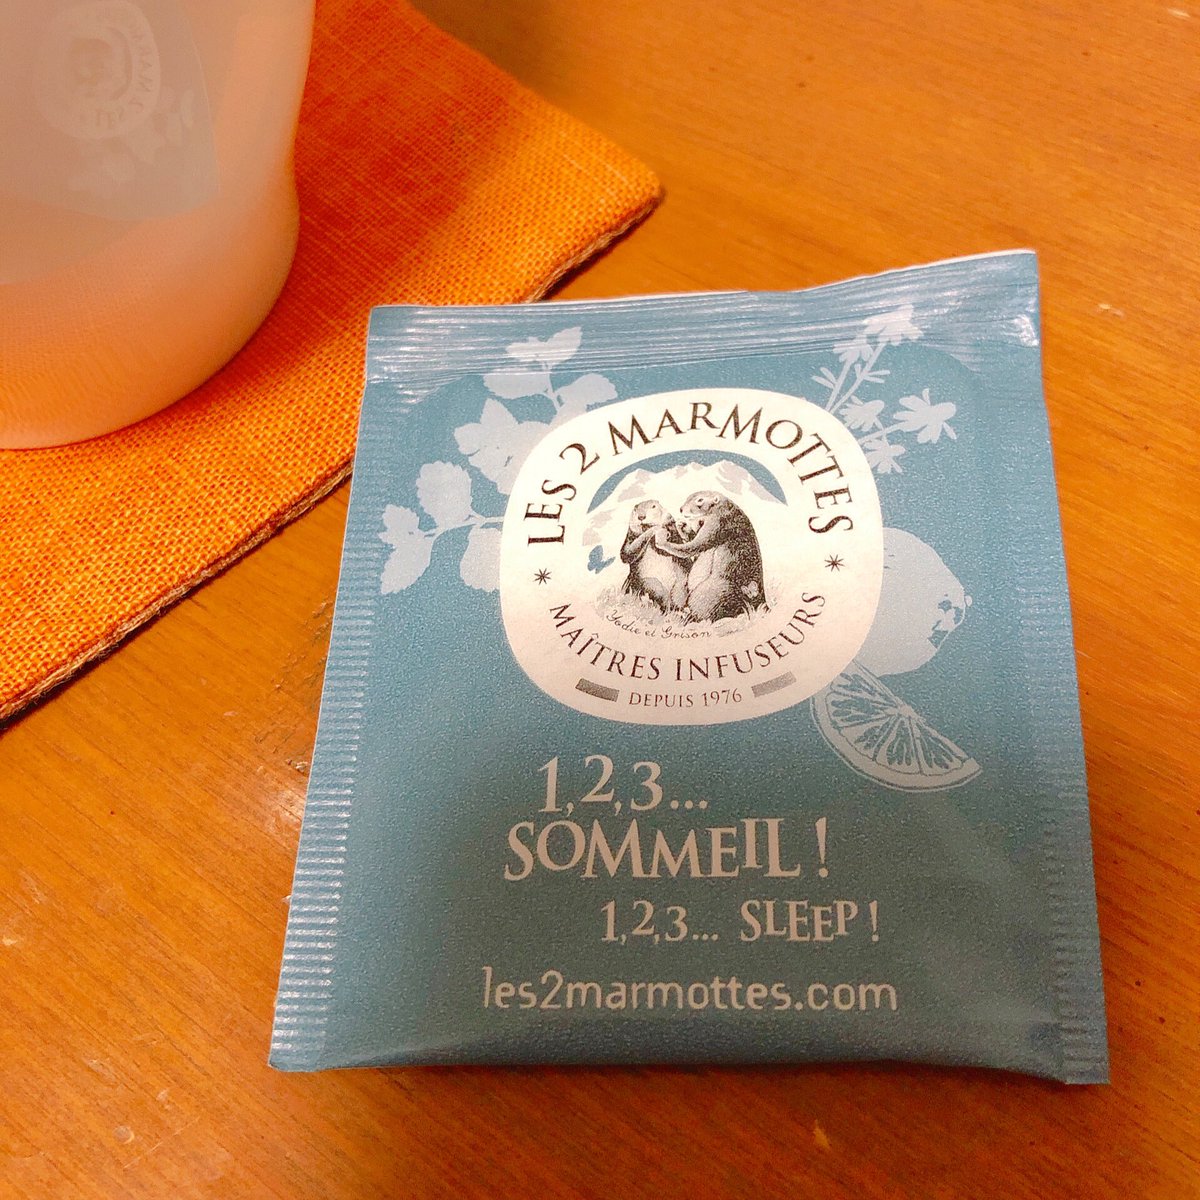 LES 2 MARMOTTES
Jodie et Grison
MAÎTRES INFUSEURS
DEPUIS 1976
1,2,3...
SOMMEIL !
1,2,3... SLEEP !
les2marmottes.com